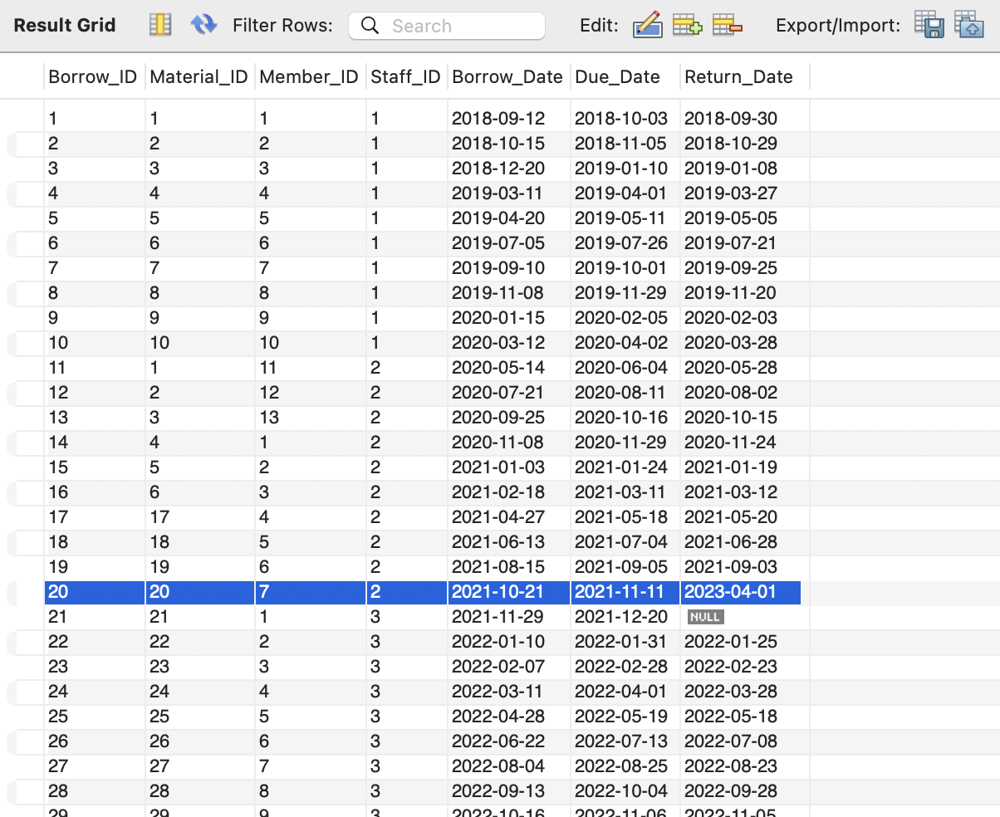 Result Grid Filter Rows: Search Edit: Export/Import:
Borrow_ID Material_ID Member_ID Staff_ID Borrow_Date Due_Date Return_Date
1 1 1 1 2018-09-12 2018-10-03 2018-09-30
2 2 2 1 2018-10-15 2018-11-05 2018-10-29
3 3 3 1 2018-12-20 2019-01-10 2019-01-08
4 4 4 1 2019-03-11 2019-04-01 2019-03-27
5 5 5 1 2019-04-20 2019-05-11 2019-05-05
6 6 6 1 2019-07-05 2019-07-26 2019-07-21
7 7 7 1 2019-09-10 2019-10-01 2019-09-25
8 8 8 1 2019-11-08 2019-11-29 2019-11-20
9 9 9 1 2020-01-15 2020-02-05 2020-02-03
10 10 10 1 2020-03-12 2020-04-02 2020-03-28
11 1 11 2 2020-05-14 2020-06-04 2020-05-28
12 2 12 2 2020-07-21 2020-08-11 2020-08-02
13 3 13 2 2020-09-25 2020-10-16 2020-10-15
14 4 1 2 2020-11-08 2020-11-29 2020-11-24
15 5 2 2 2021-01-03 2021-01-24 2021-01-19
16 6 3 2 2021-02-18 2021-03-11 2021-03-12
17 17 4 2 2021-04-27 2021-05-18 2021-05-20
18 18 5 2 2021-06-13 2021-07-04 2021-06-28
19 19 6 2 2021-08-15 2021-09-05 2021-09-03
20 20 7 2 2021-10-21 2021-11-11 2023-04-01
21 21 1 3 2021-11-29 2021-12-20 NULL
22 22 2 3 2022-01-10 2022-01-31 2022-01-25
23 23 3 3 2022-02-07 2022-02-28 2022-02-23
24 24 4 3 2022-03-11 2022-04-01 2022-03-28
25 25 5 3 2022-04-28 2022-05-19 2022-05-18
26 26 6 3 2022-06-22 2022-07-13 2022-07-08
27 27 7 3 2022-08-04 2022-08-25 2022-08-23
28 28 8 3 2022-09-13 2022-10-04 2022-09-28
29 29 9 3 2022-10-16 2022-11-06 2022-11-05